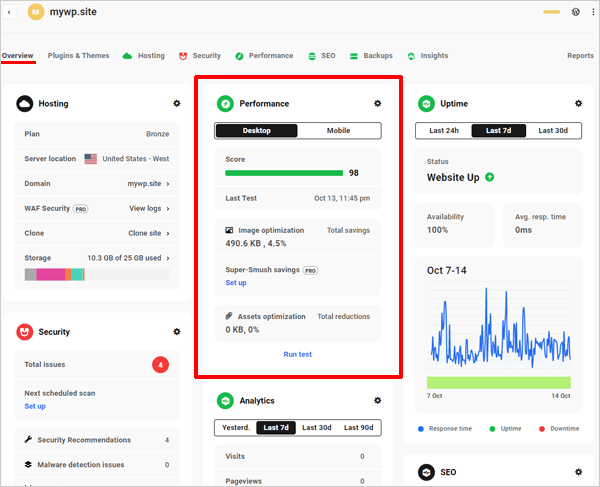 M mywp.site
Overview Plugins & Themes Hosting Security Performance SEO Backups Insights Reports
Hosting
Plan Bronze
Server location United States - West
Domain mywp.site
WAF Security PRO View logs
Clone Clone site
Storage 10.3 GB of 25 GB used
Security
Total issues 4
Next scheduled scan
Set up
Security Recommendations 4
Malware detection issues 0
Performance
Desktop Mobile
Score
98
Last Test Oct 13, 11:45 pm
Image optimization Total savings
490.6 KB , 4.5%
Super-Smush savings PRO
Set up
Assets optimization Total reductions
0 KB, 0%
Run test
Analytics
Yesterd. Last 7d Last 30d Last 90d
Visits 0
Pageviews 0
Uptime
Last 24h Last 7d Last 30d
Status
Website Up
Availability Avg. resp. time
100% 0ms
Oct 7-14
7 Oct 14 Oct
Response time Uptime Downtime
SEO